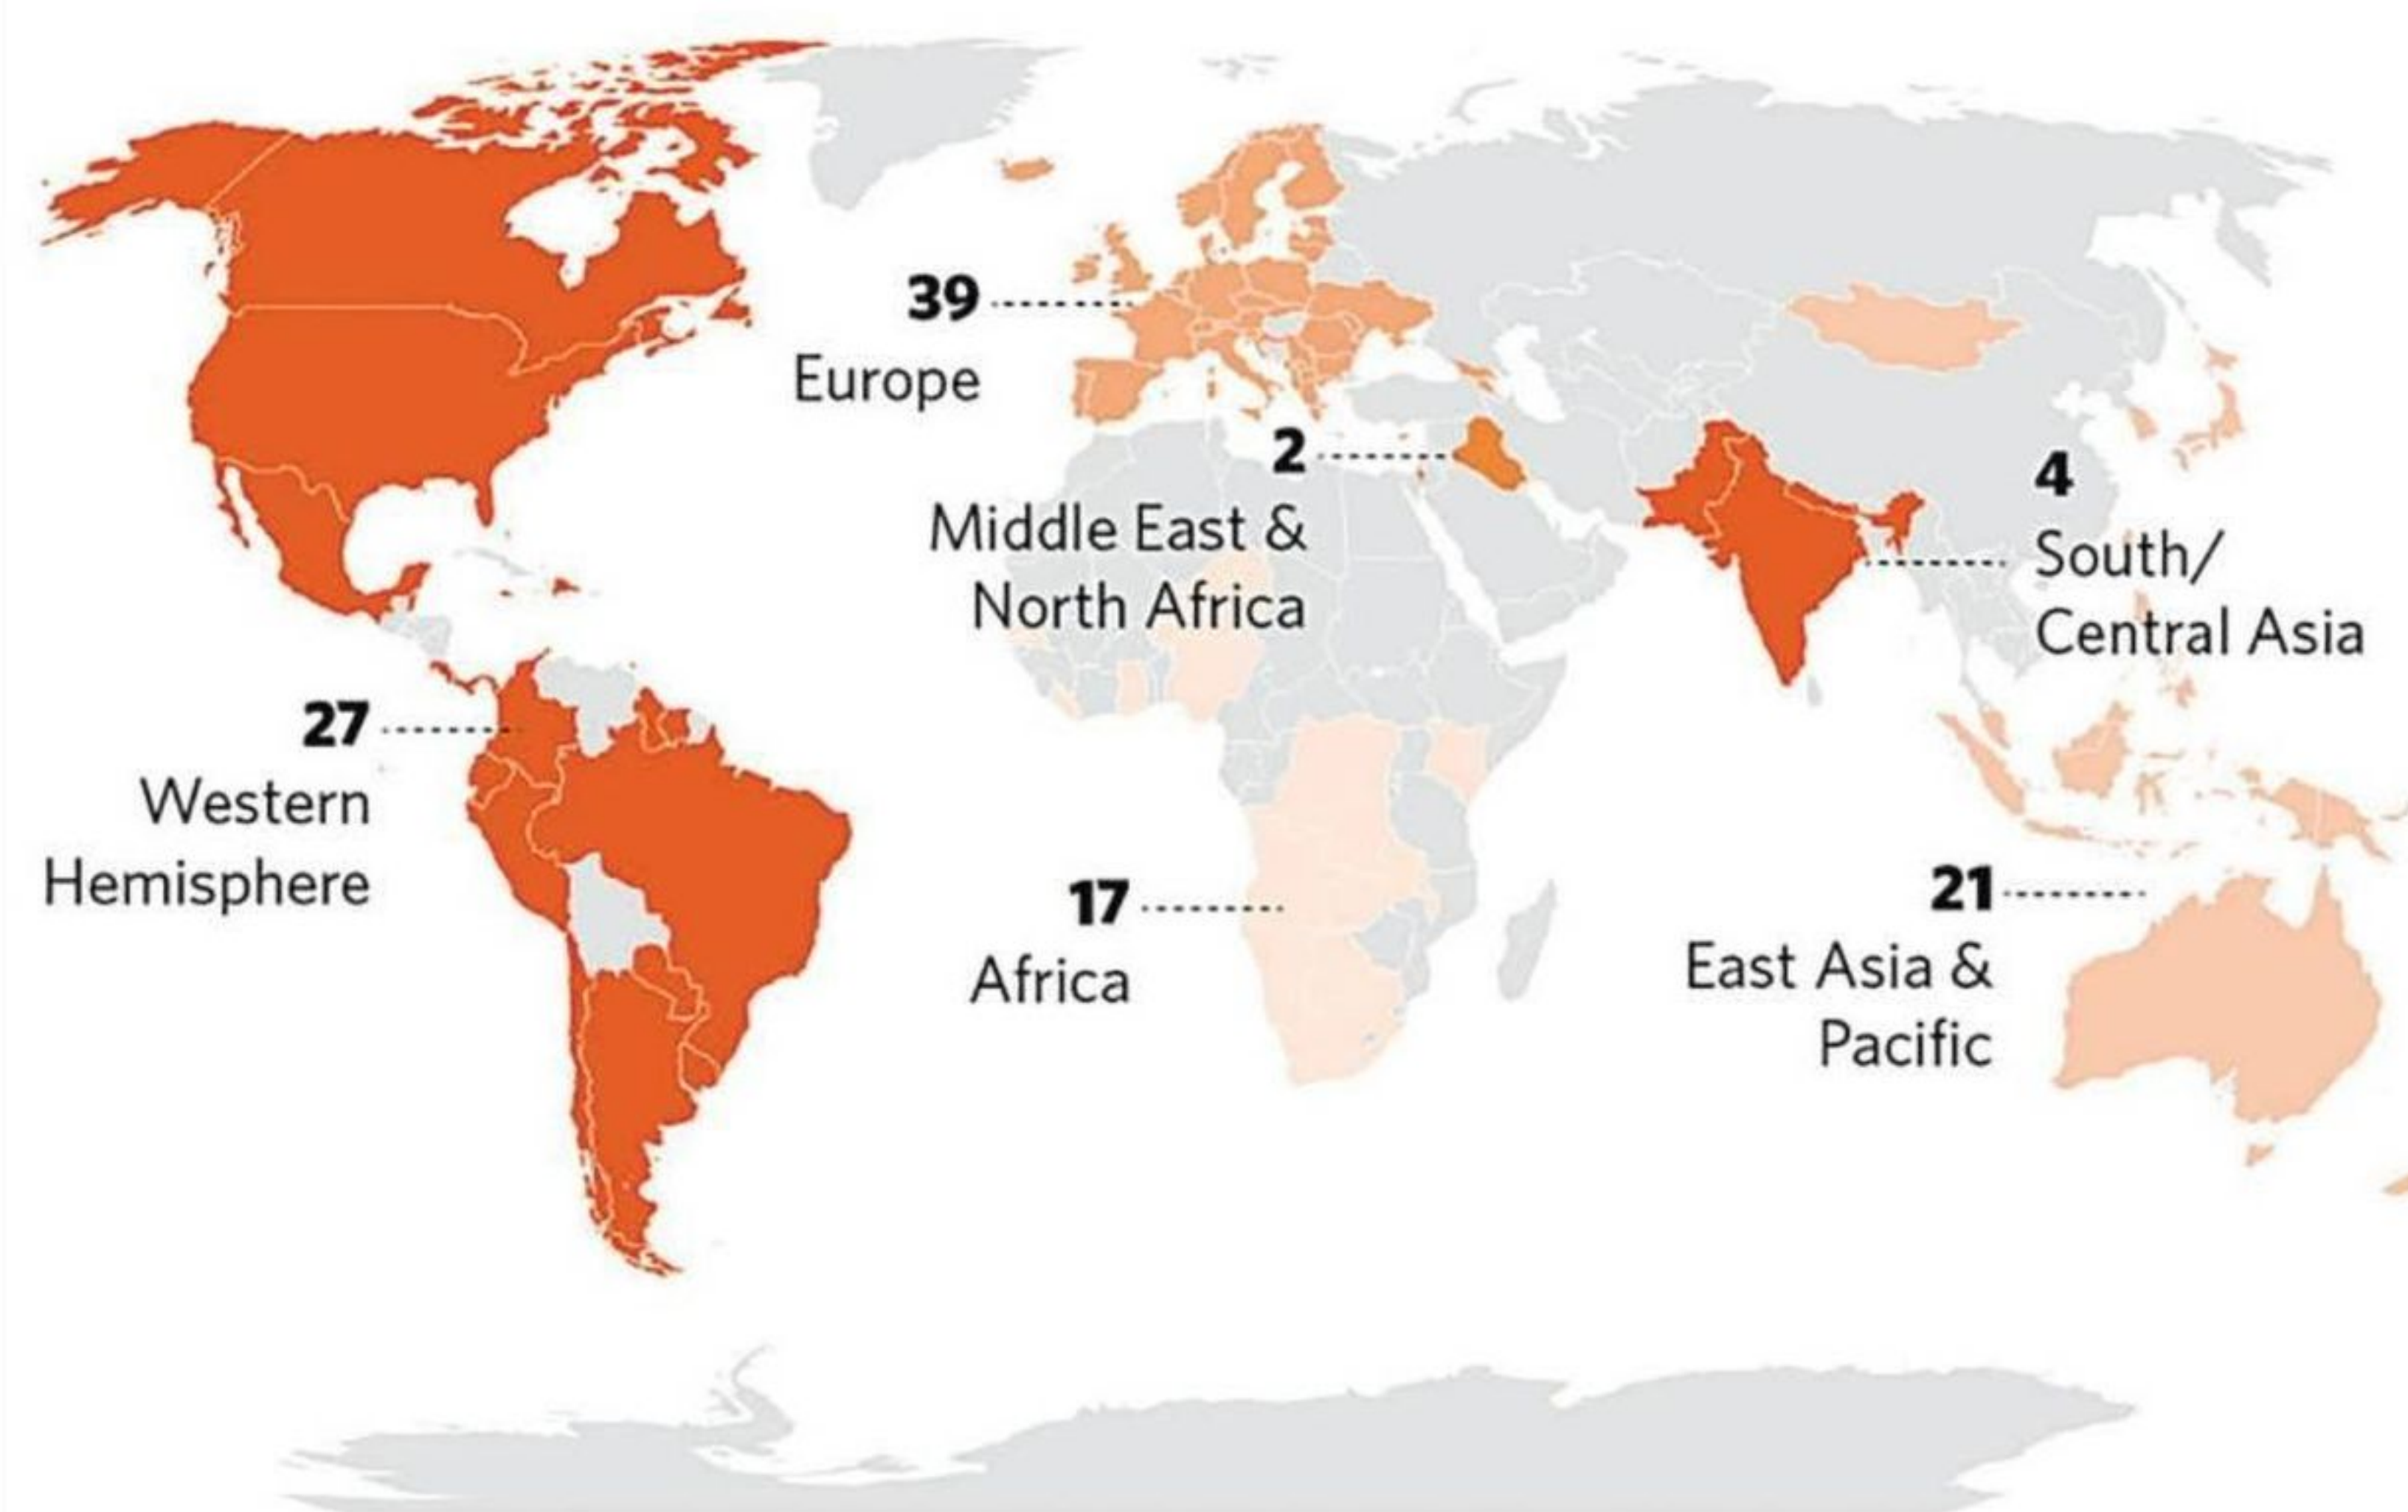 39
Europe
2
Middle East &
North Africa
4
South/
Central Asia
27
Western
Hemisphere
17
Africa
21
East Asia &
Pacific